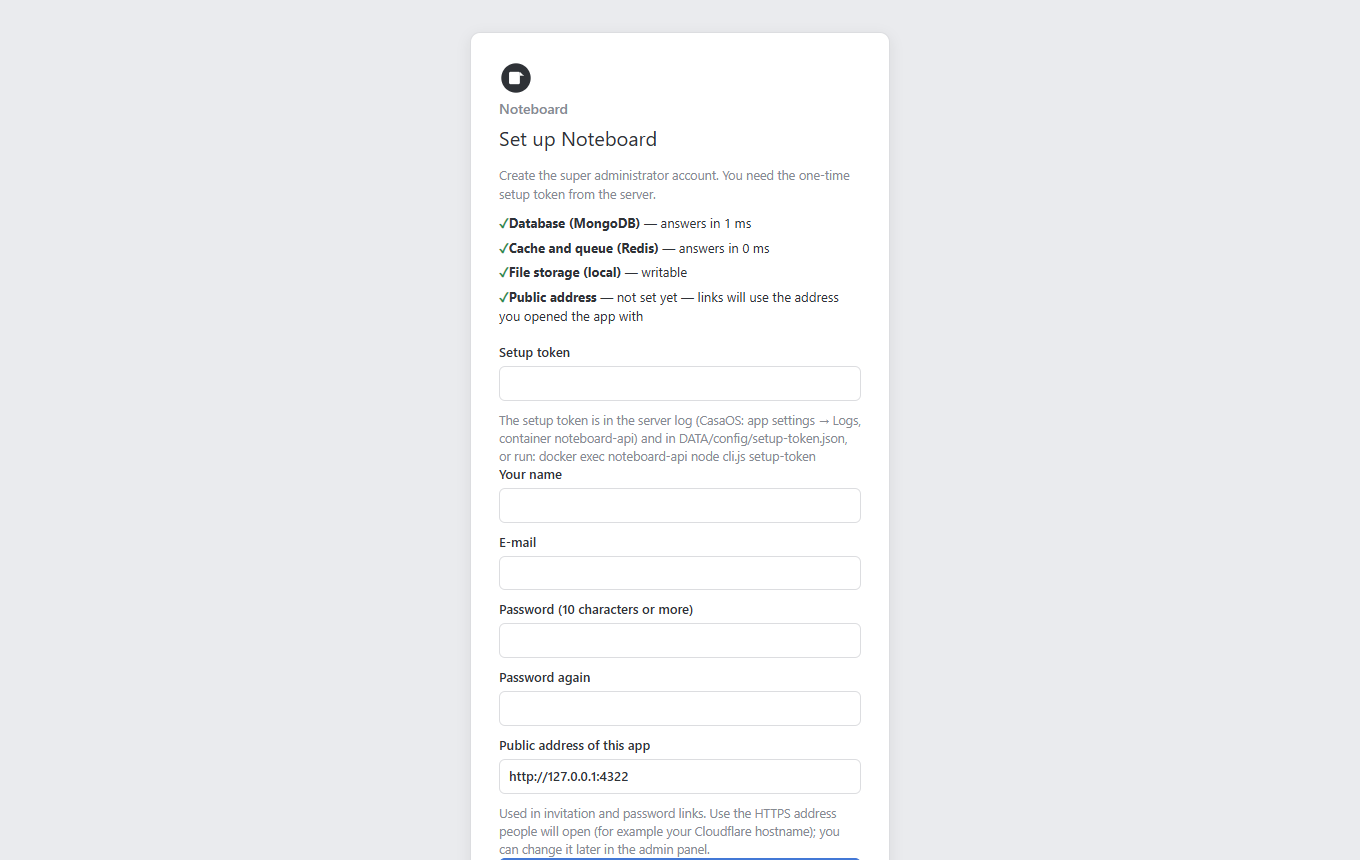 Noteboard
Set up Noteboard
Create the super administrator account. You need the one-time
setup token from the server.
✓Database (MongoDB) — answers in 1 ms
✓Cache and queue (Redis) — answers in 0 ms
✓File storage (local) — writable
✓Public address — not set yet — links will use the address
you opened the app with
Setup token
The setup token is in the server log (CasaOS: app settings → Logs,
container noteboard-api) and in DATA/config/setup-token.json,
or run: docker exec noteboard-api node cli.js setup-token
Your name
E-mail
Password (10 characters or more)
Password again
Public address of this app
http://127.0.0.1:4322
Used in invitation and password links. Use the HTTPS address
people will open (for example your Cloudflare hostname); you
can change it later in the admin panel.